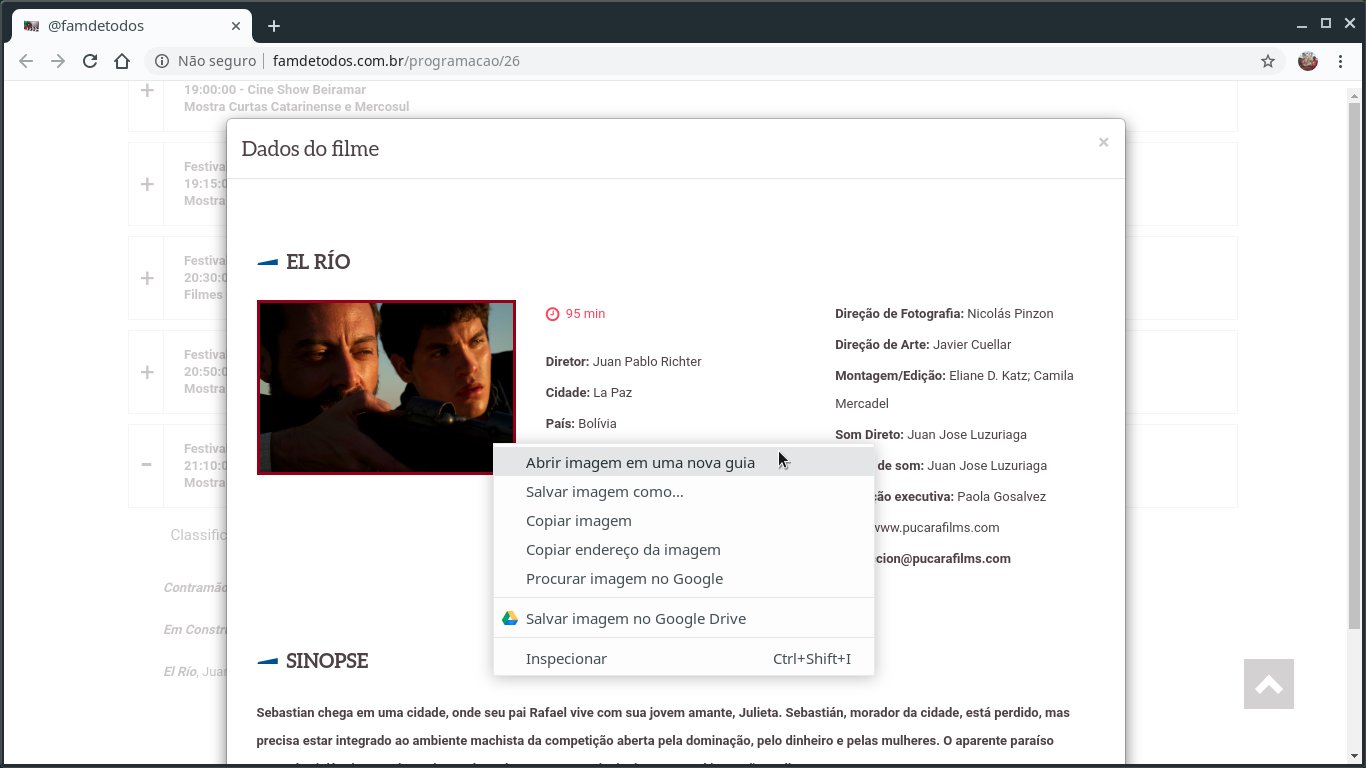 @famdetodos
Não seguro
famdetodos.com.br/programacao/26
19:00:00 - Cine Show Beiramar
Mostra Curtas Catarinense e Mercosul
Festiva
19:15:0
Mostra
Festiva
20:30:0
Filmes
Festiva
20:50:0
Mostra
Festiva
21:10:0
Mostra
Classific
Contramão
Em Constru
El Río, Juan
Dados do filme
×
EL RÍO
95 min
Diretor: Juan Pablo Richter
Cidade: La Paz
País: Bolívia
Direção de Fotografia: Nicolás Pinzon
Direção de Arte: Javier Cuellar
Montagem/Edição: Eliane D. Katz; Camila
Mercadel
Som Direto: Juan Jose Luzuriaga
de som: Juan Jose Luzuriaga
ção executiva: Paola Gosalvez
www.pucarafilms.com
cion@pucarafilms.com
Abrir imagem em uma nova guia
Salvar imagem como...
Copiar imagem
Copiar endereço da imagem
Procurar imagem no Google
Salvar imagem no Google Drive
Inspecionar Ctrl+Shift+I
SINOPSE
Sebastian chega em uma cidade, onde seu pai Rafael vive com sua jovem amante, Julieta. Sebastián, morador da cidade, está perdido, mas
precisa estar integrado ao ambiente machista da competição aberta pela dominação, pelo dinheiro e pelas mulheres. O aparente paraíso